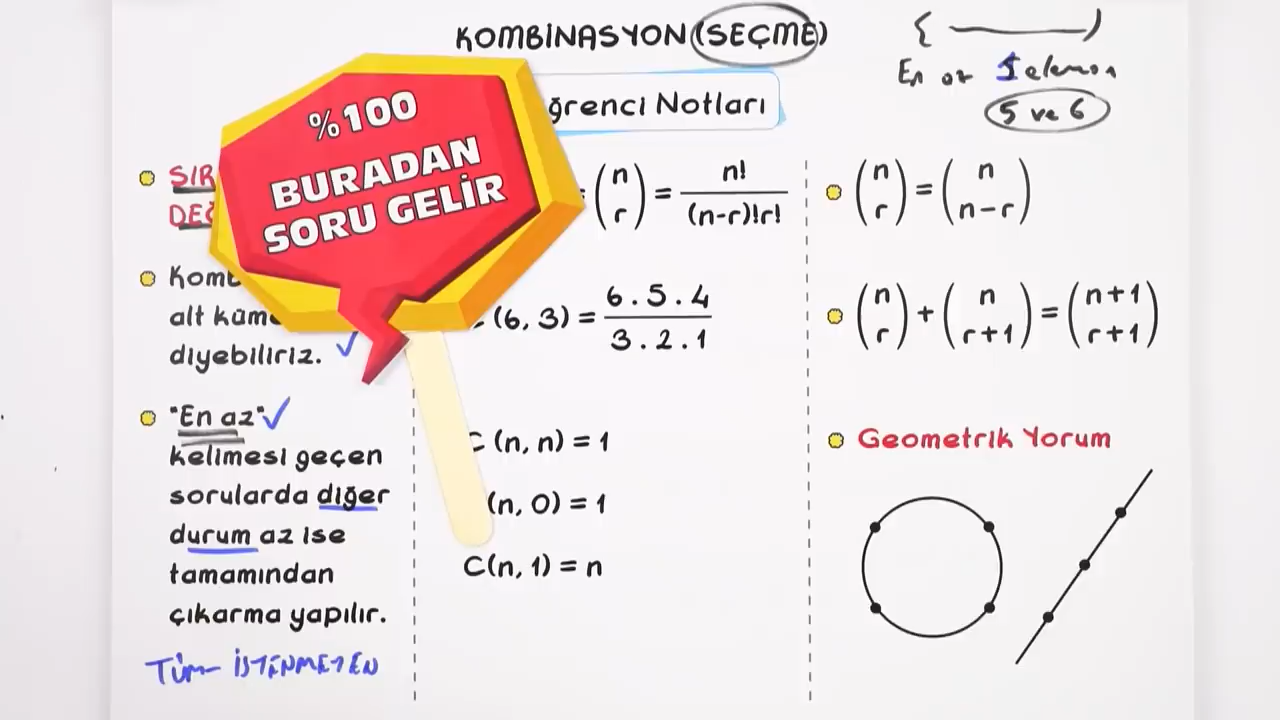 KOMBİNASYON (SEÇME)
En az 5 eleman
5 ve 6
%100
BURADAN
SORU GELİR
ğrenci Notları
SIR
DEĞ
= (n r) = n! / (n-r)!r!
(n r) = (n n-r)
Komb
alt küme
diyebiliriz. ✓
(6, 3) = 6.5.4 / 3.2.1
(n r) + (n r+1) = (n+1 r+1)
"En az" ✓
kelimesi geçen
sorularda diğer
durum az ise
tamamından
çıkarma yapılır.
TÜM- İSTENMEYEN
C (n, n) = 1
(n, 0) = 1
C(n, 1) = n
Geometrik Yorum